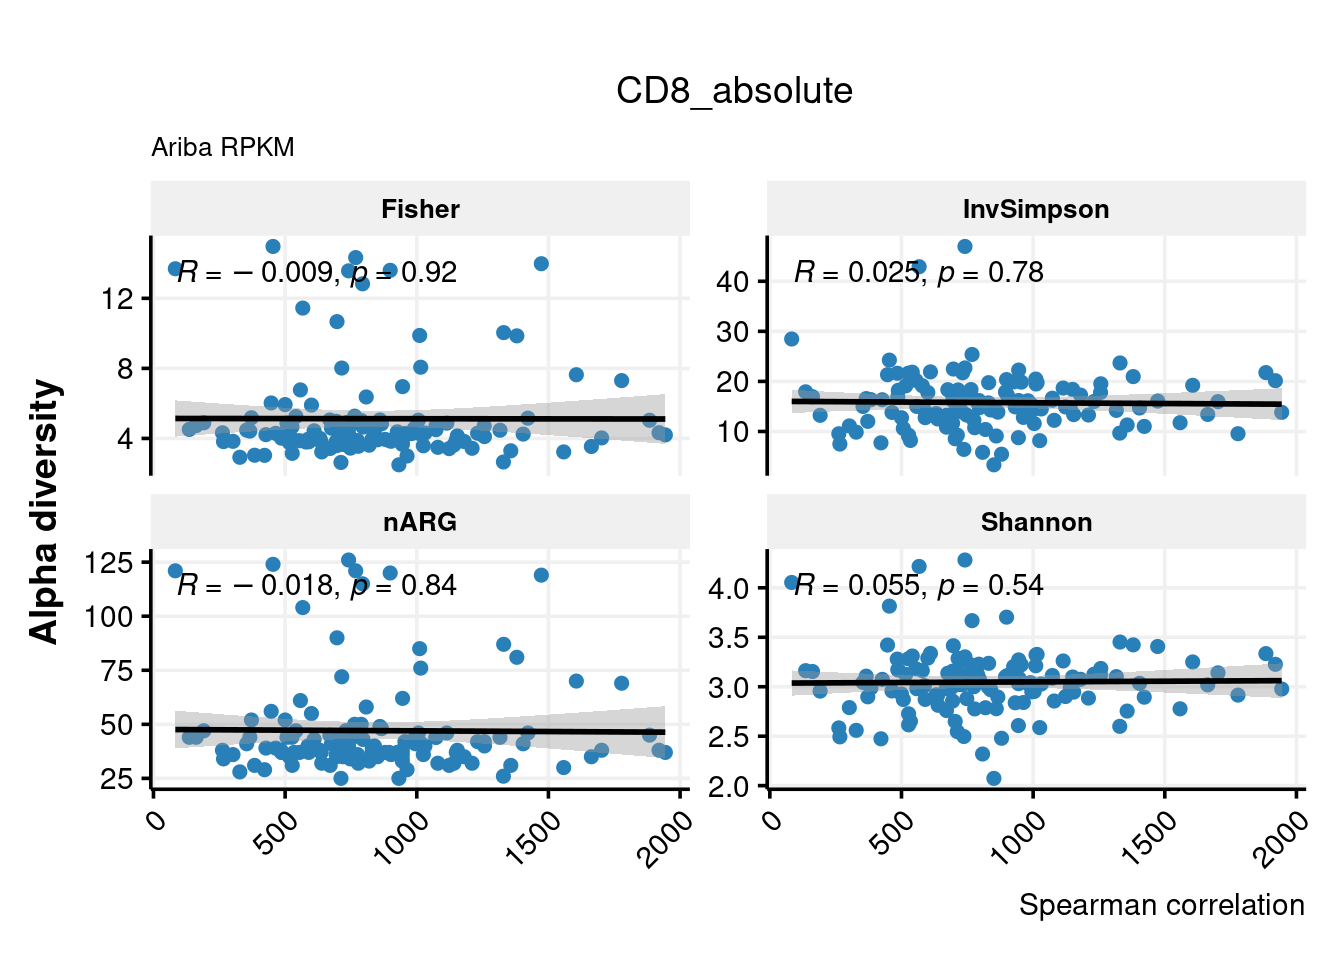 CD8_absolute
Ariba RPKM
Alpha diversity
Fisher
R = − 0.009, p = 0.92
12
8
4
InvSimpson
R = 0.025, p = 0.78
40
30
20
10
nARG
R = − 0.018, p = 0.84
125
100
75
50
25
0 500 1000 1500 2000
Shannon
R = 0.055, p = 0.54
4.0
3.5
3.0
2.5
2.0
0 500 1000 1500 2000
Spearman correlation